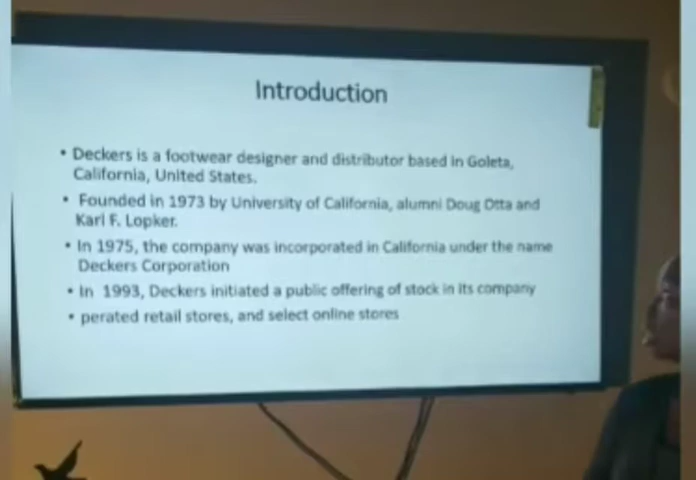 Introduction
• Deckers is a footwear designer and distributor based in Goleta,
California, United States.
• Founded in 1973 by University of California, alumni Doug Otta and
Karl F. Lopker.
• In 1975, the company was incorporated in California under the name
Deckers Corporation
• In 1993, Deckers initiated a public offering of stock in its company
• perated retail stores, and select online stores